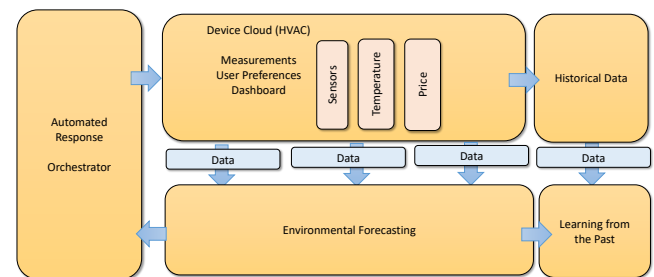 Automated
Response
Orchestrator
Device Cloud (HVAC)
Measurements
User Preferences
Dashboard
Sensors
Temperature
Price
Historical Data
Data
Data
Data
Data
Environmental Forecasting
Learning from
the Past